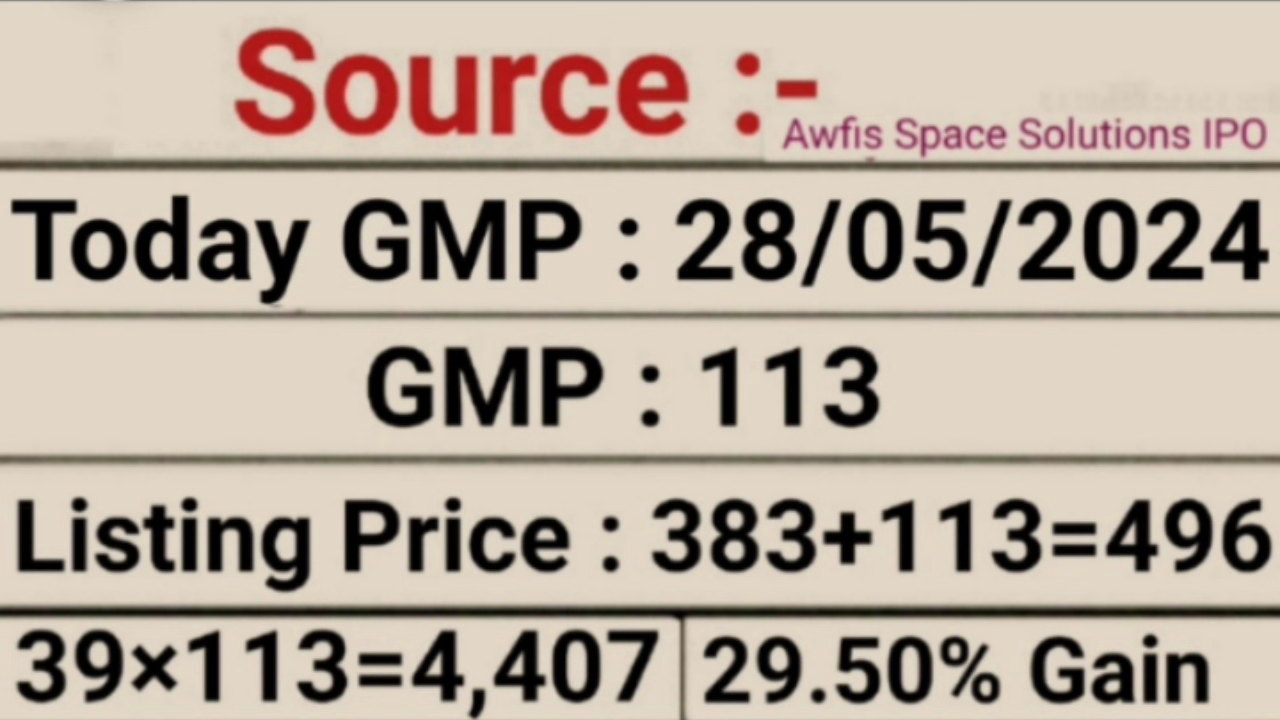 Source :-
Awfis Space Solutions IPO
Today GMP : 28/05/2024
GMP : 113
Listing Price : 383+113=496
39×113=4,407
29.50% Gain